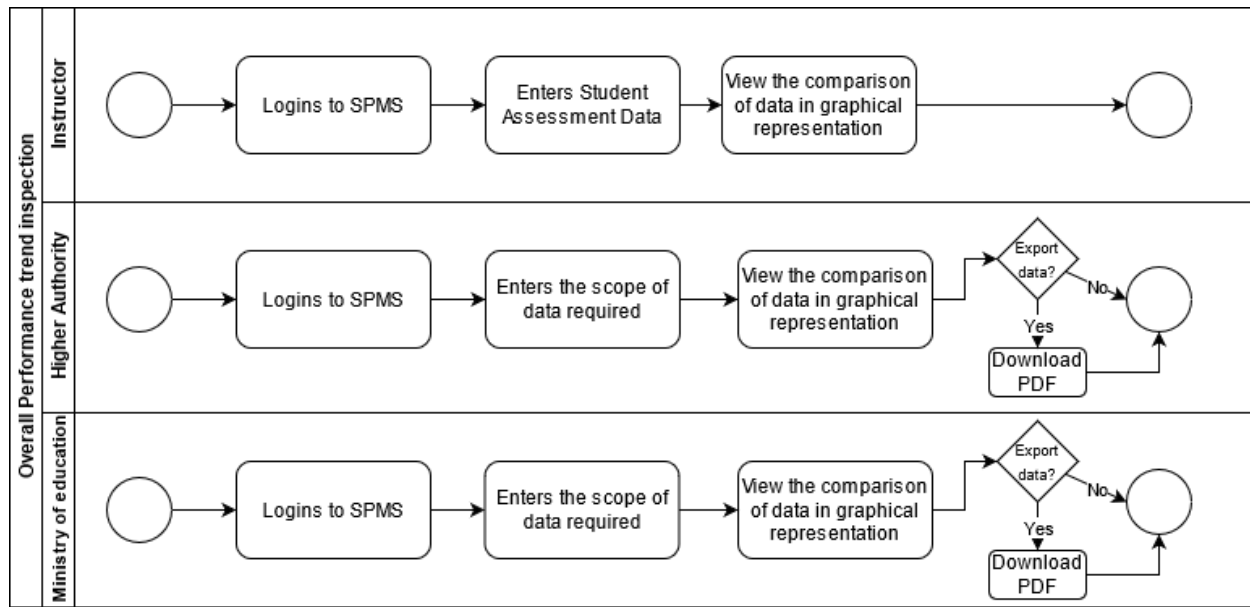 Overall Performance trend inspection
Instructor
Logins to SPMS
Enters Student
Assessment Data
View the comparison
of data in graphical
representation
Higher Authority
Logins to SPMS
Enters the scope of
data required
View the comparison
of data in graphical
representation
Export
data?
No
Yes
Download
PDF
Ministry of education
Logins to SPMS
Enters the scope of
data required
View the comparison
of data in graphical
representation
Export
data?
No
Yes
Download
PDF